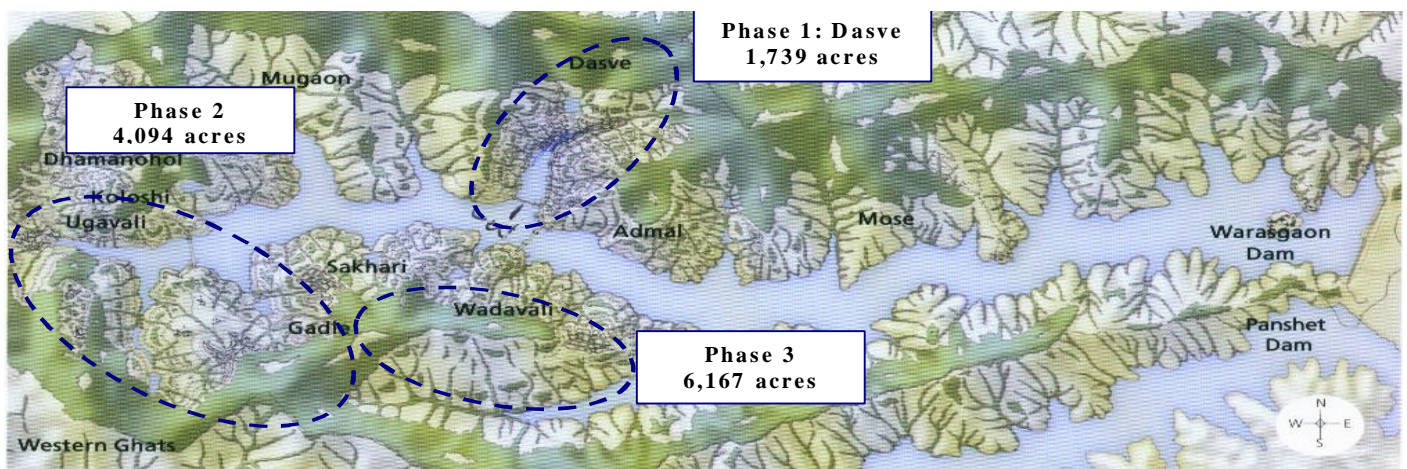 Phase 1: Dasve
1,739 acres
Dasve
Mugaon
Phase 2
4,094 acres
Dhamanohol
Koloshi
Ugavali
Mose
Admal
Warasgaon
Dam
Sakhari
Wadavali
Gadle
Panshet
Dam
Phase 3
6,167 acres
Western Ghats
N
W E
S